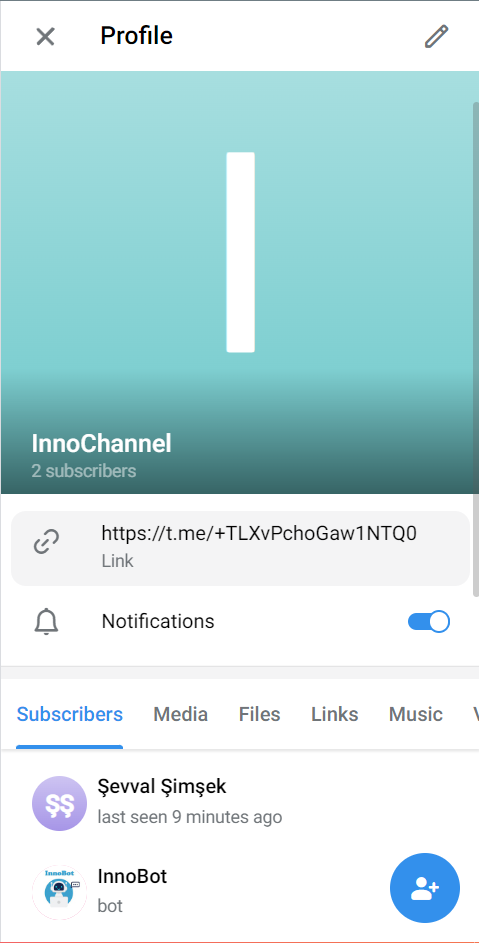 Profile
I
InnoChannel
2 subscribers
https://t.me/+TLXvPchoGaw1NTQ0
Link
Notifications
Subscribers Media Files Links Music V
ŞŞ
Şevval Şimşek
last seen 9 minutes ago
InnoBot
InnoBot
bot